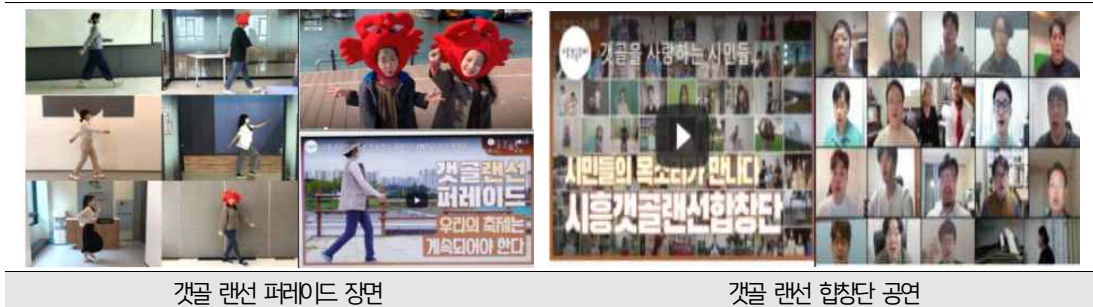 갯골랜선
퍼레이드
우리의 축제는
계속되어야 한다
갯골을 사랑하는 시민들...
시민들의 목소리가 만나다
시흥갯골랜선합창단
갯골 랜선 퍼레이드 장면
갯골 랜선 합창단 공연